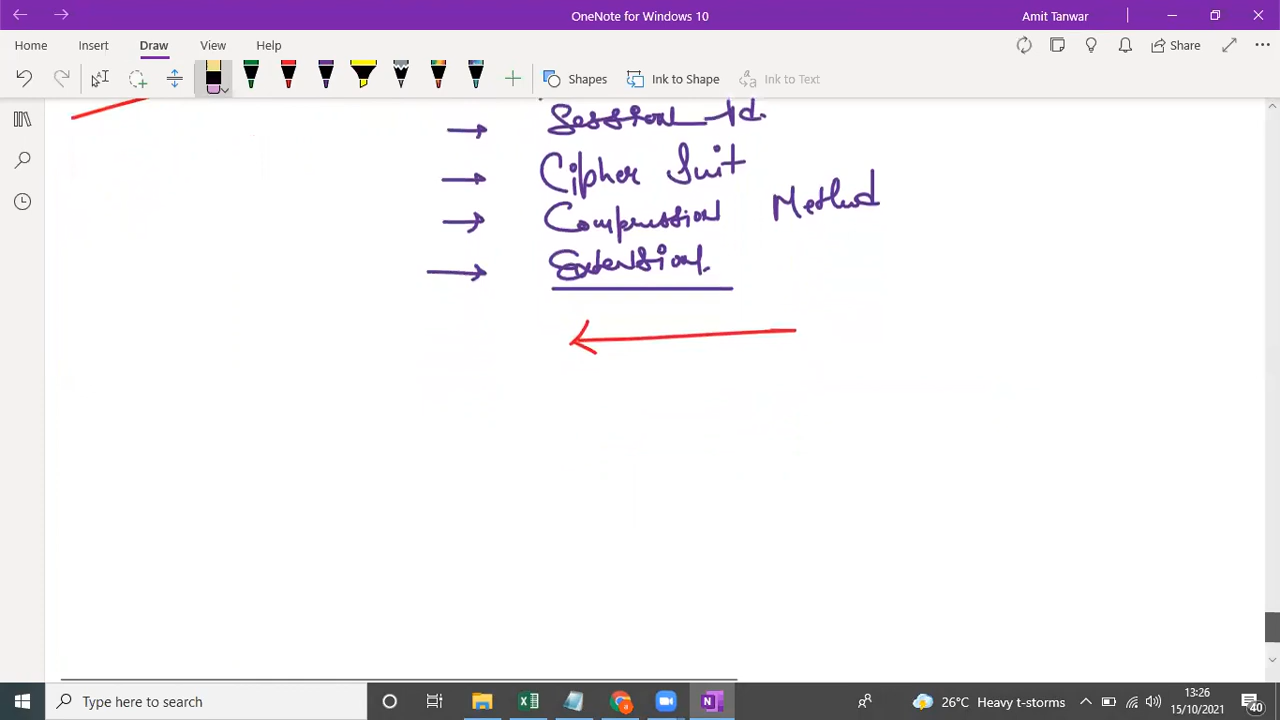 OneNote for Windows 10
Amit Tanwar
Home Insert Draw View Help
Share
Shapes Ink to Shape Ink to Text
Session Id.
Cipher Suit
Compression Method
Extension.
Type here to search
26°C Heavy t-storms
13:26
15/10/2021
40